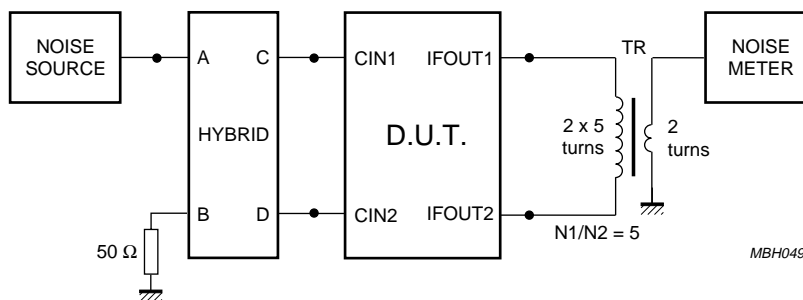 NOISE
SOURCE
A
C
B
D
HYBRID
50 Ω
CIN1
IFOUT1
D.U.T.
CIN2
IFOUT2
TR
2 x 5
turns
2
turns
N1/N2 = 5
NOISE
METER
MBH049